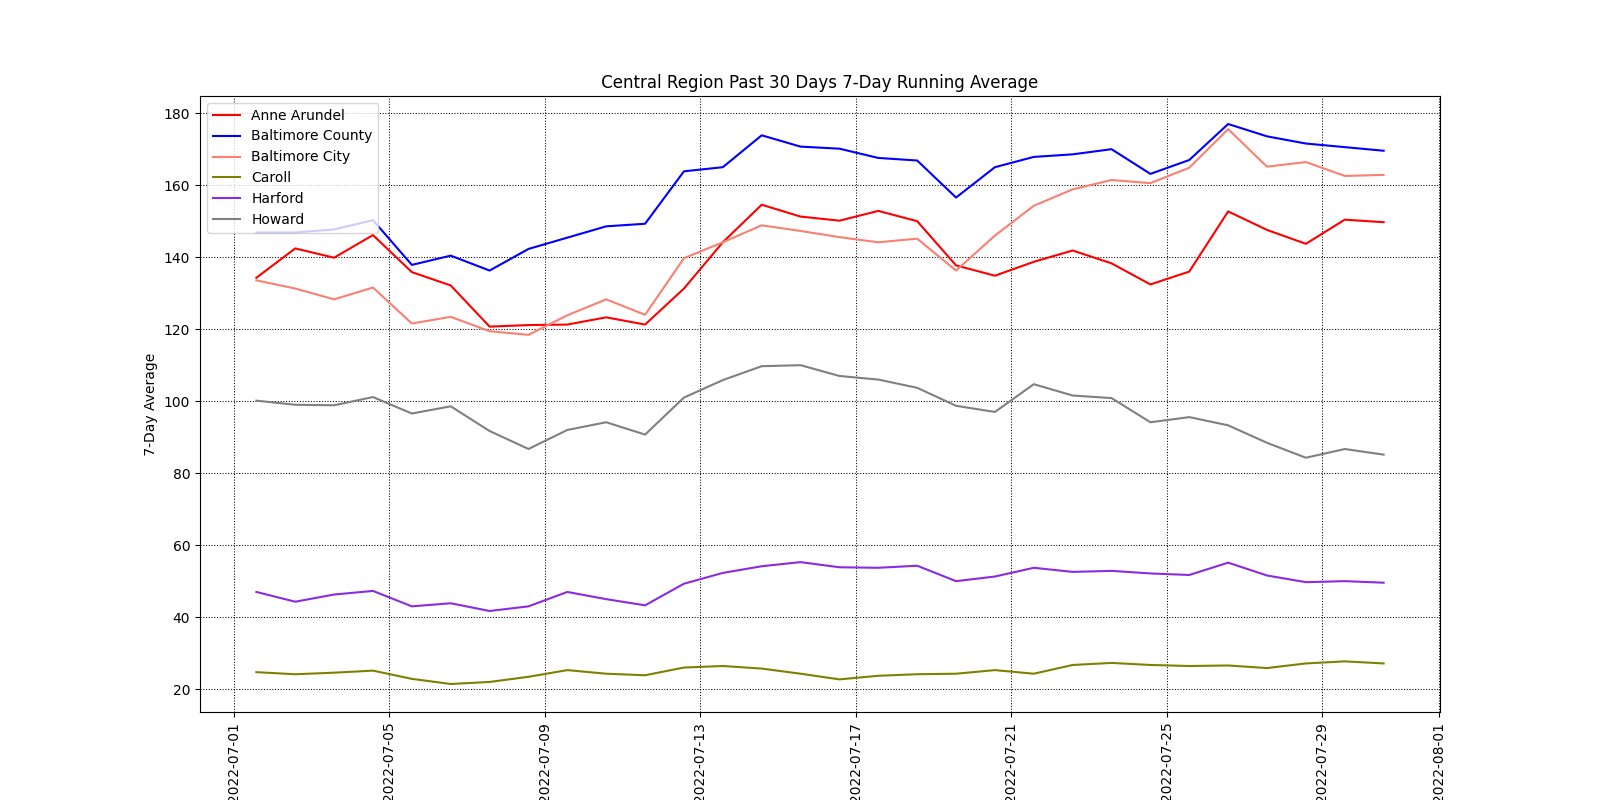 Central Region Past 30 Days 7-Day Running Average
Anne Arundel
Baltimore County
Baltimore City
Caroll
Harford
Howard
7-Day Average
180
160
140
120
100
80
60
40
20
2022-07-01
2022-07-05
2022-07-09
2022-07-13
2022-07-17
2022-07-21
2022-07-25
2022-07-29
2022-08-01